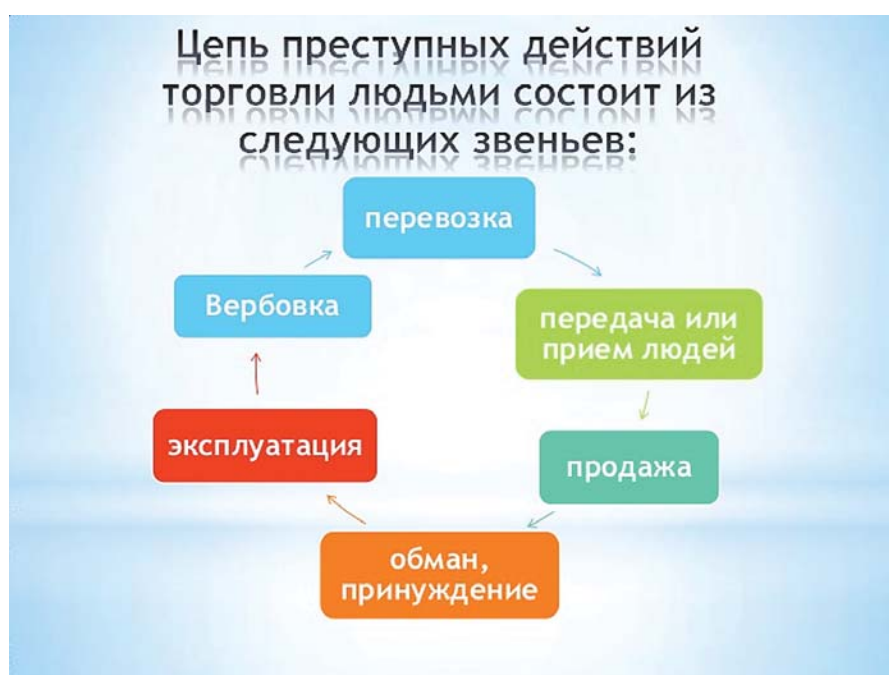 Цепь преступных действий
торговли людьми состоит из
следующих звеньев:
перевозка
передача или
прием людей
продажа
обман,
принуждение
эксплуатация
Вербовка